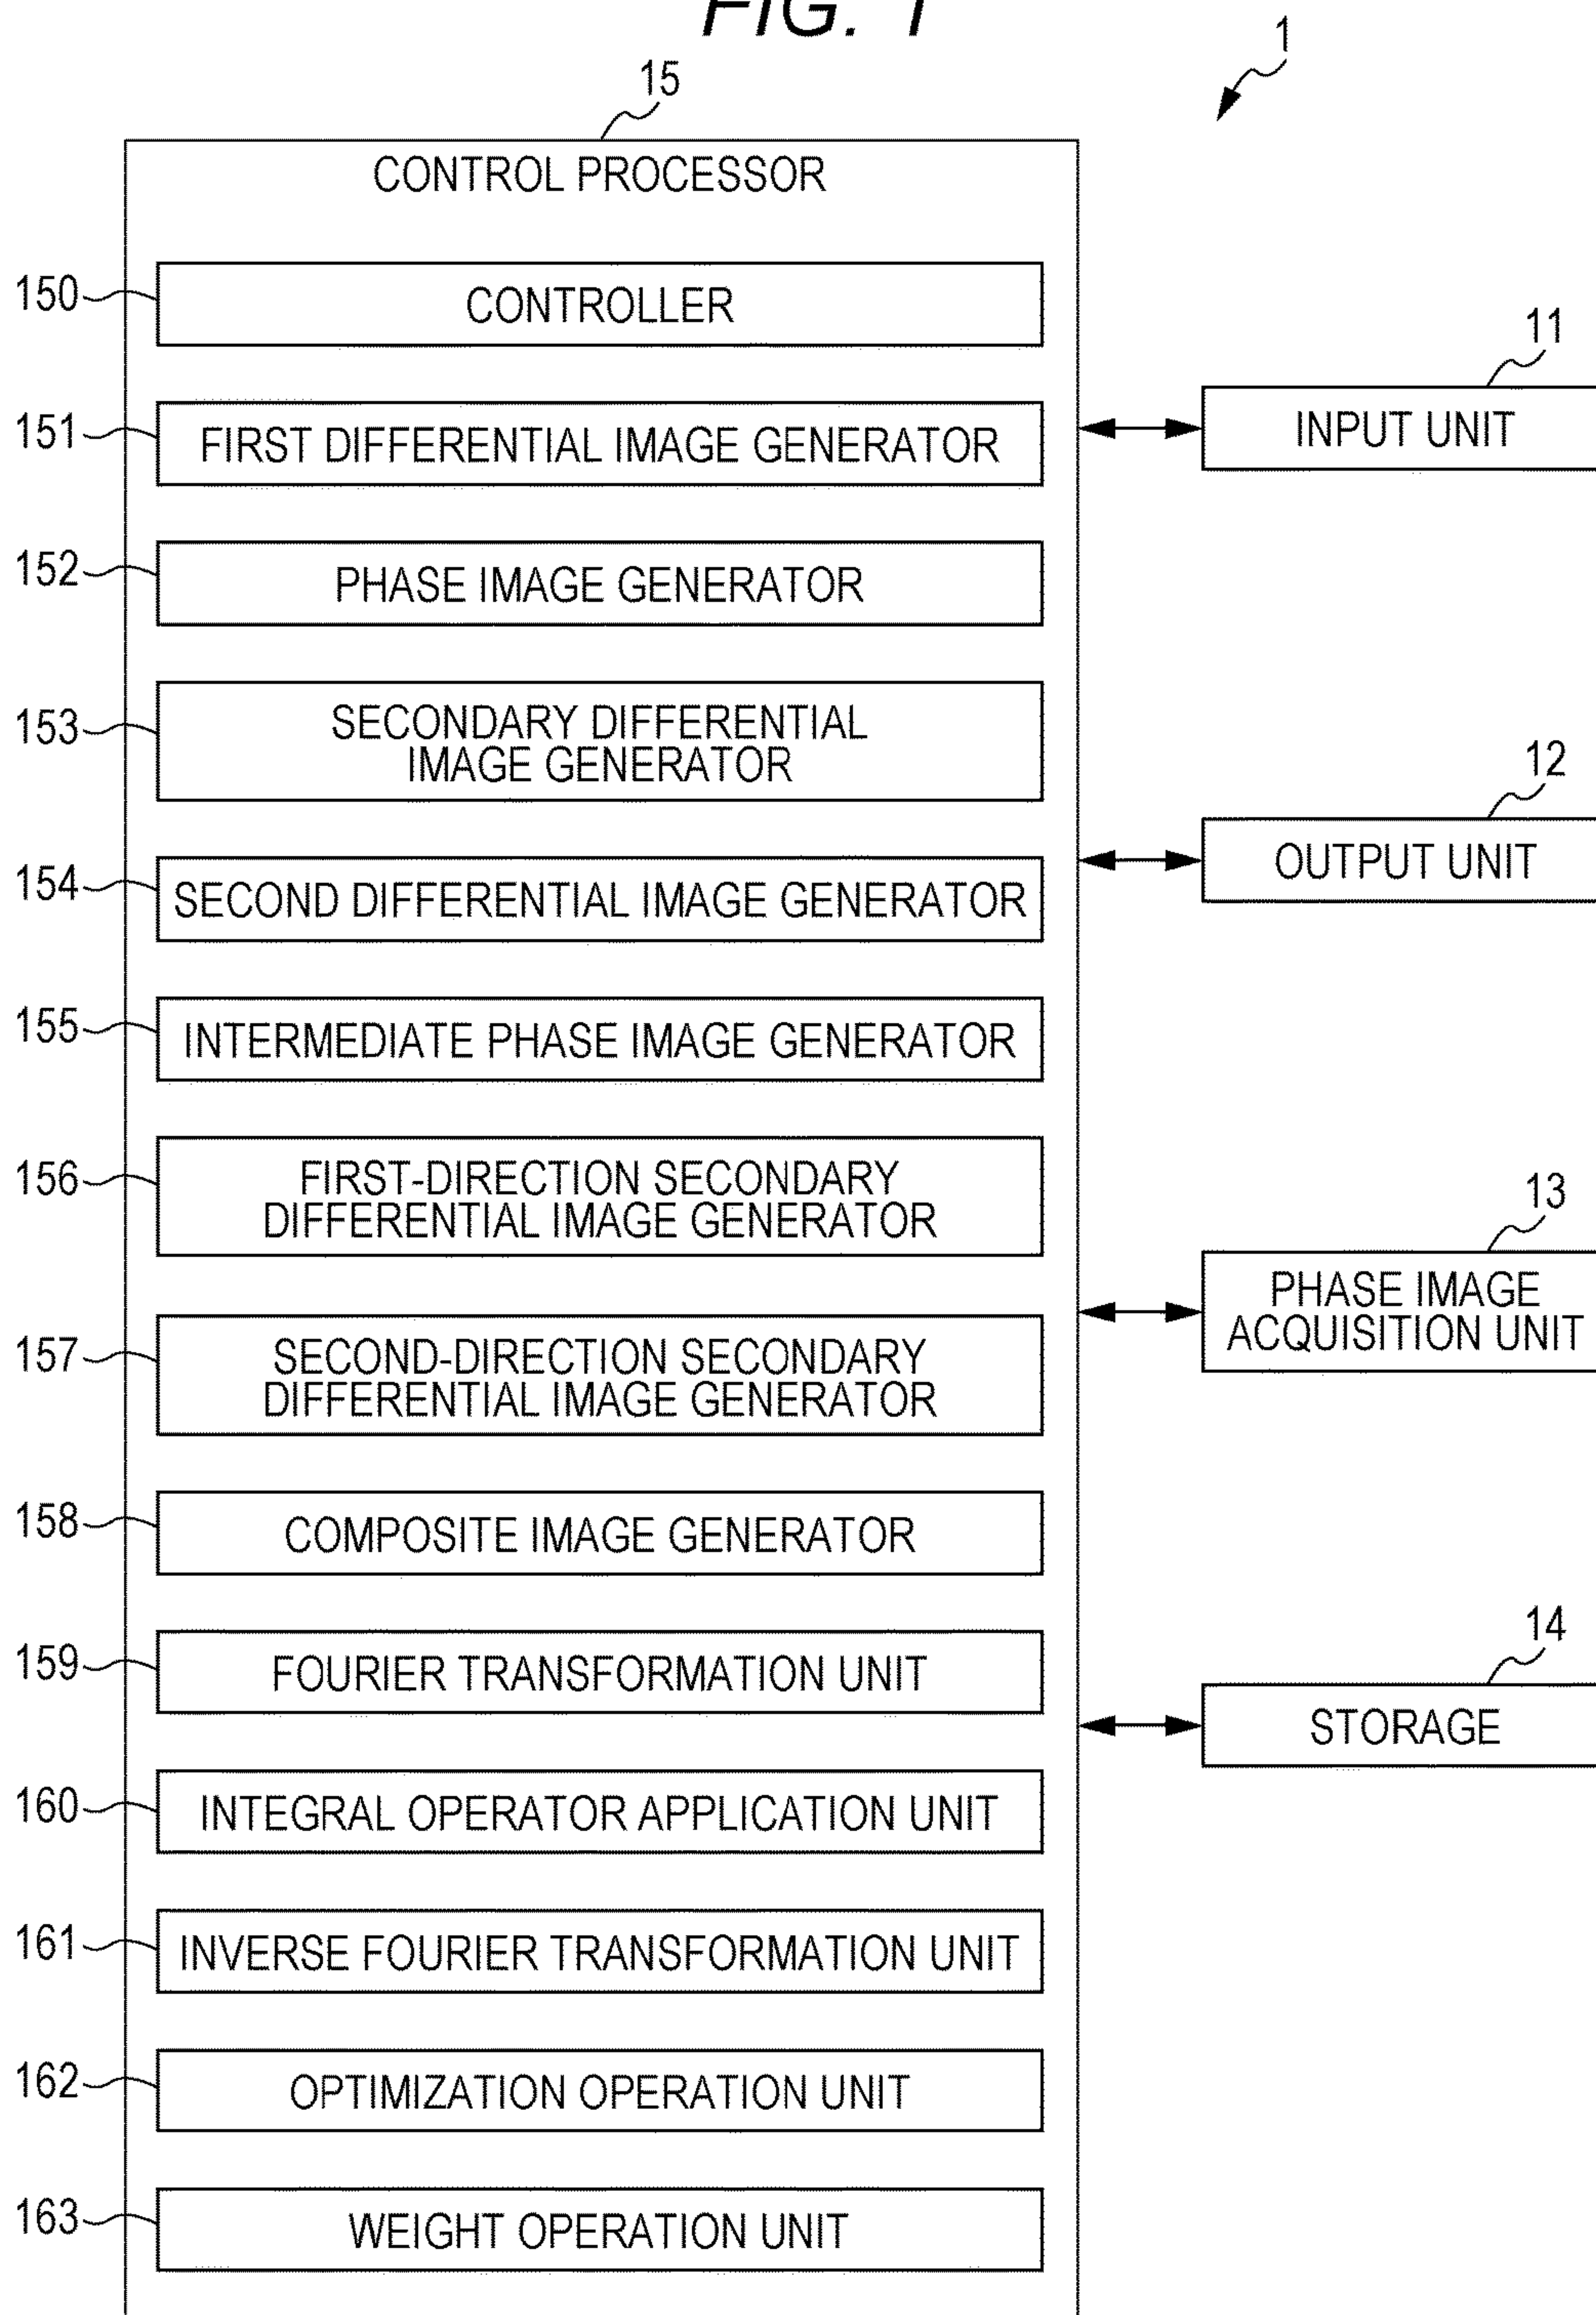 FIG. 1
1
15
CONTROL PROCESSOR
150
CONTROLLER
151
FIRST DIFFERENTIAL IMAGE GENERATOR
152
PHASE IMAGE GENERATOR
153
SECONDARY DIFFERENTIAL
IMAGE GENERATOR
154
SECOND DIFFERENTIAL IMAGE GENERATOR
155
INTERMEDIATE PHASE IMAGE GENERATOR
156
FIRST-DIRECTION SECONDARY
DIFFERENTIAL IMAGE GENERATOR
157
SECOND-DIRECTION SECONDARY
DIFFERENTIAL IMAGE GENERATOR
158
COMPOSITE IMAGE GENERATOR
159
FOURIER TRANSFORMATION UNIT
160
INTEGRAL OPERATOR APPLICATION UNIT
161
INVERSE FOURIER TRANSFORMATION UNIT
162
OPTIMIZATION OPERATION UNIT
163
WEIGHT OPERATION UNIT
11
INPUT UNIT
12
OUTPUT UNIT
13
PHASE IMAGE
ACQUISITION UNIT
14
STORAGE